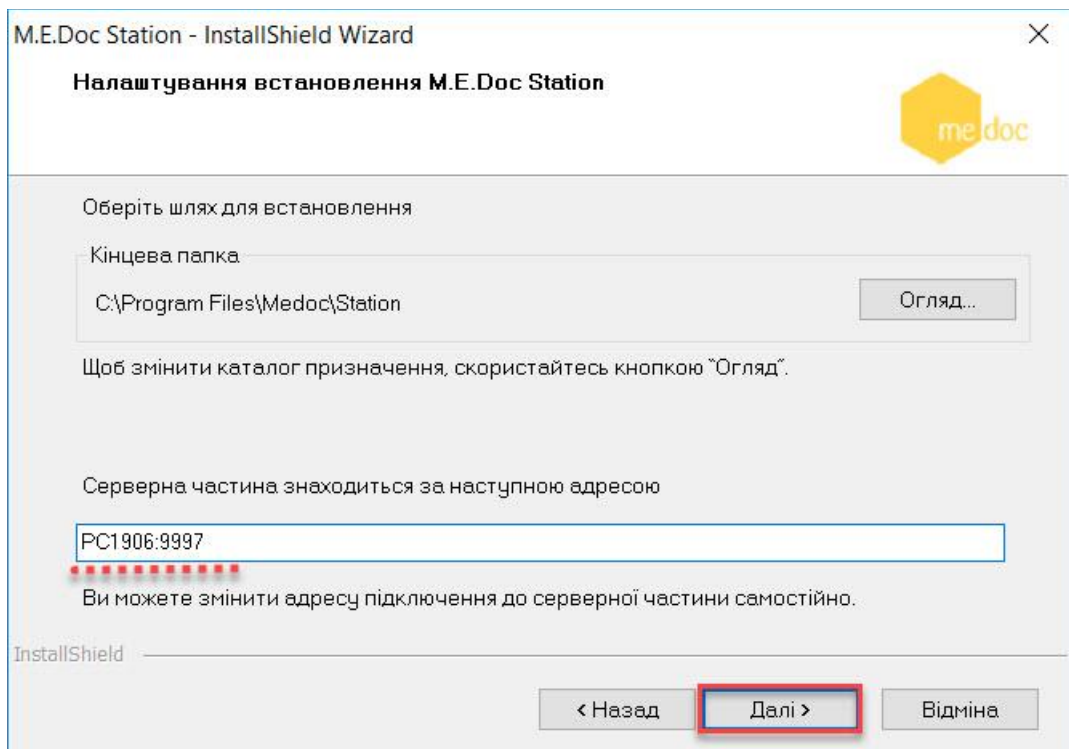 M.E.Doc Station - InstallShield Wizard
Налаштування встановлення M.E.Doc Station
me doc
Оберіть шлях для встановлення
Кінцева папка
C:\Program Files\Medoc\Station
Огляд...
Щоб змінити каталог призначення, скористайтесь кнопкою "Огляд".
Серверна частина знаходиться за наступною адресою
PC1906:9997
Ви можете змінити адресу підключення до серверної частини самостійно.
InstallShield
< Назад
Далі >
Відміна